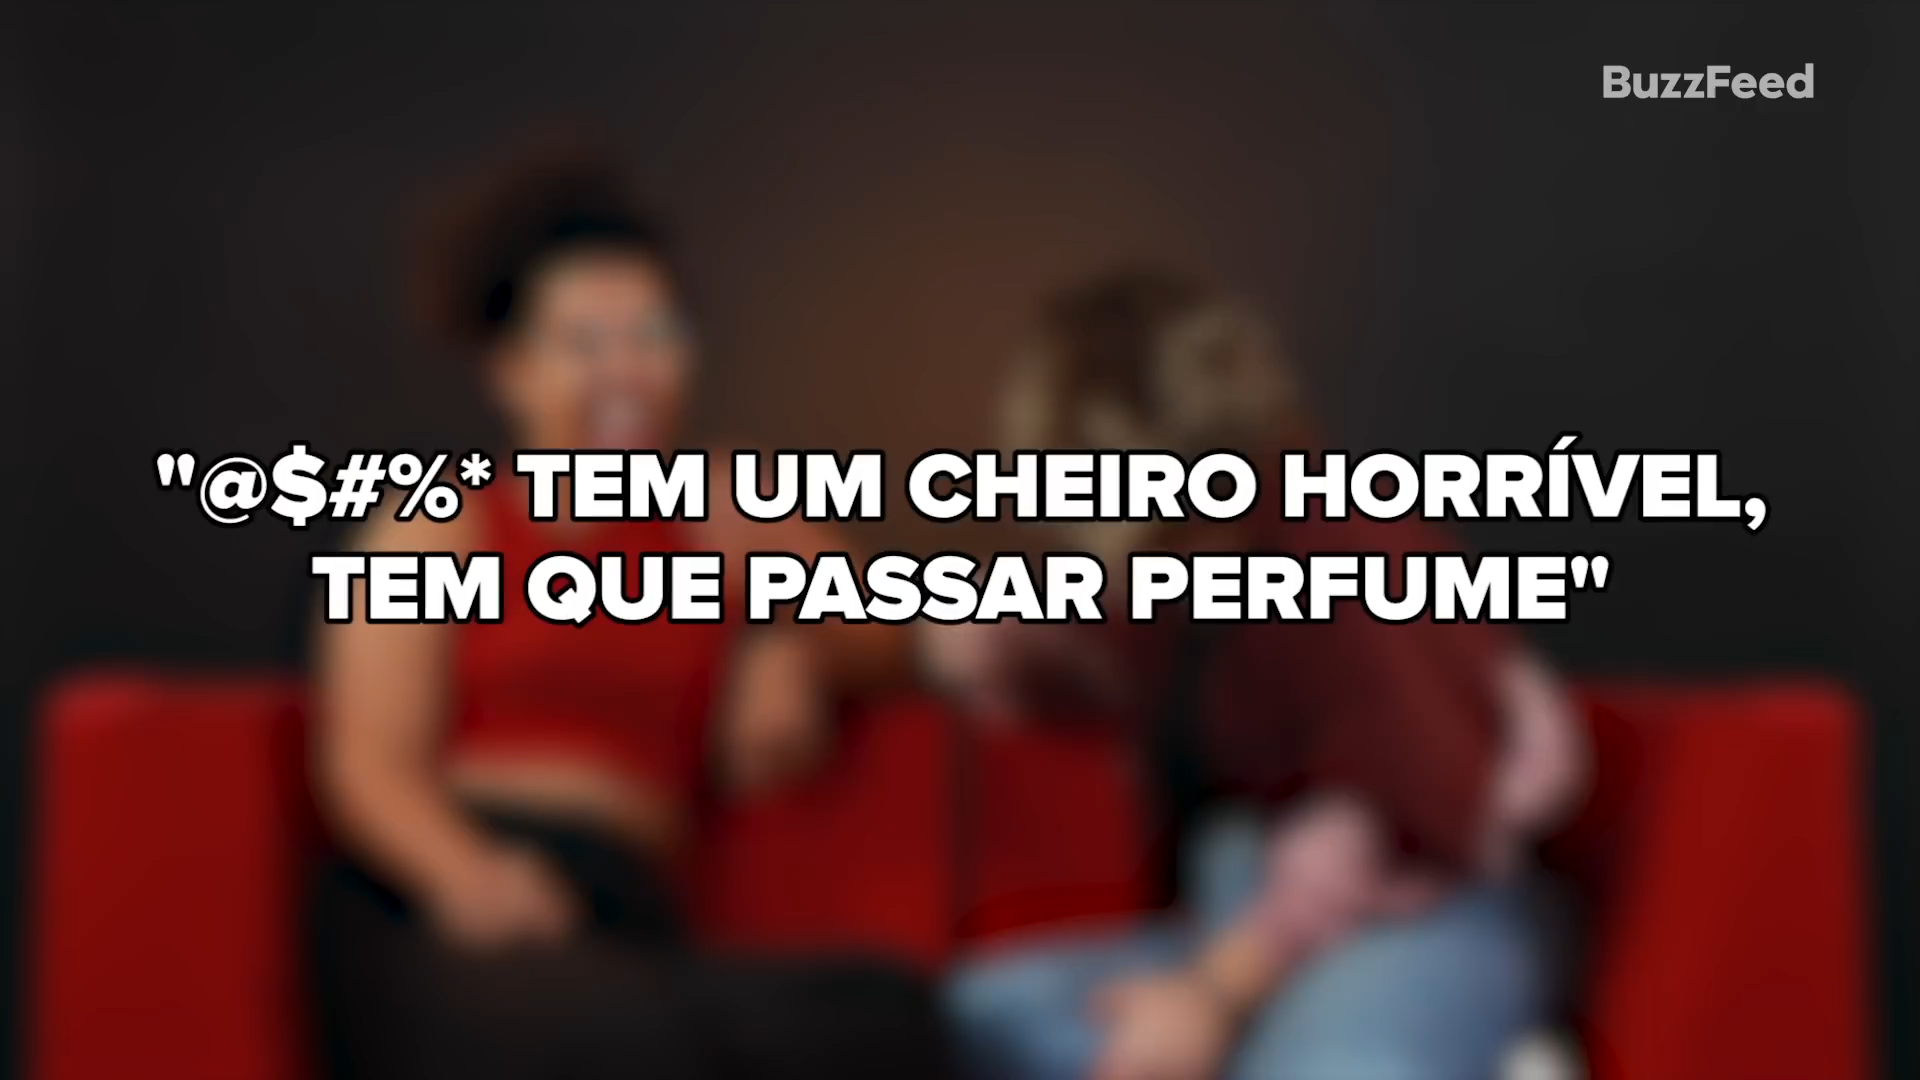 BuzzFeed
"@$#%* TEM UM CHEIRO HORRÍVEL,
TEM QUE PASSAR PERFUME"